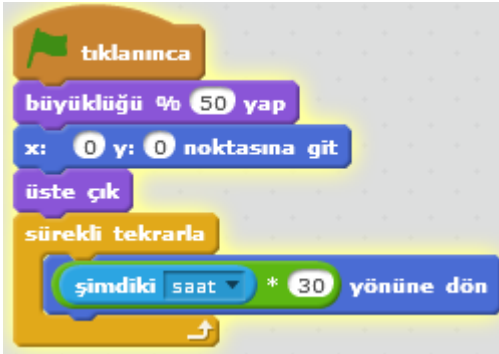 tıklanınca
büyüklüğü % 50 yap
x: 0 y: 0 noktasına git
üste çık
sürekli tekrarla
şimdiki saat * 30 yönüne dön